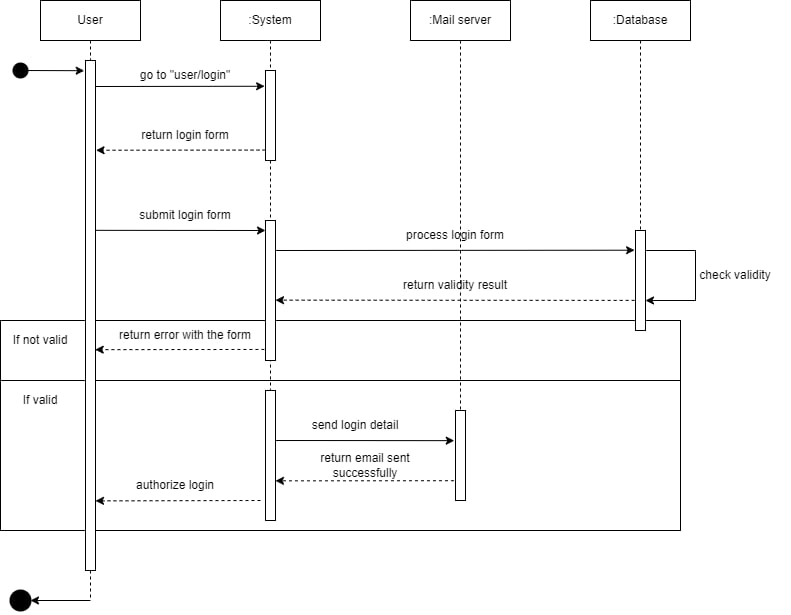 User
:System
:Mail server
:Database
go to "user/login"
return login form
submit login form
process login form
return validity result
check validity
If not valid
return error with the form
If valid
send login detail
return email sent
successfully
authorize login